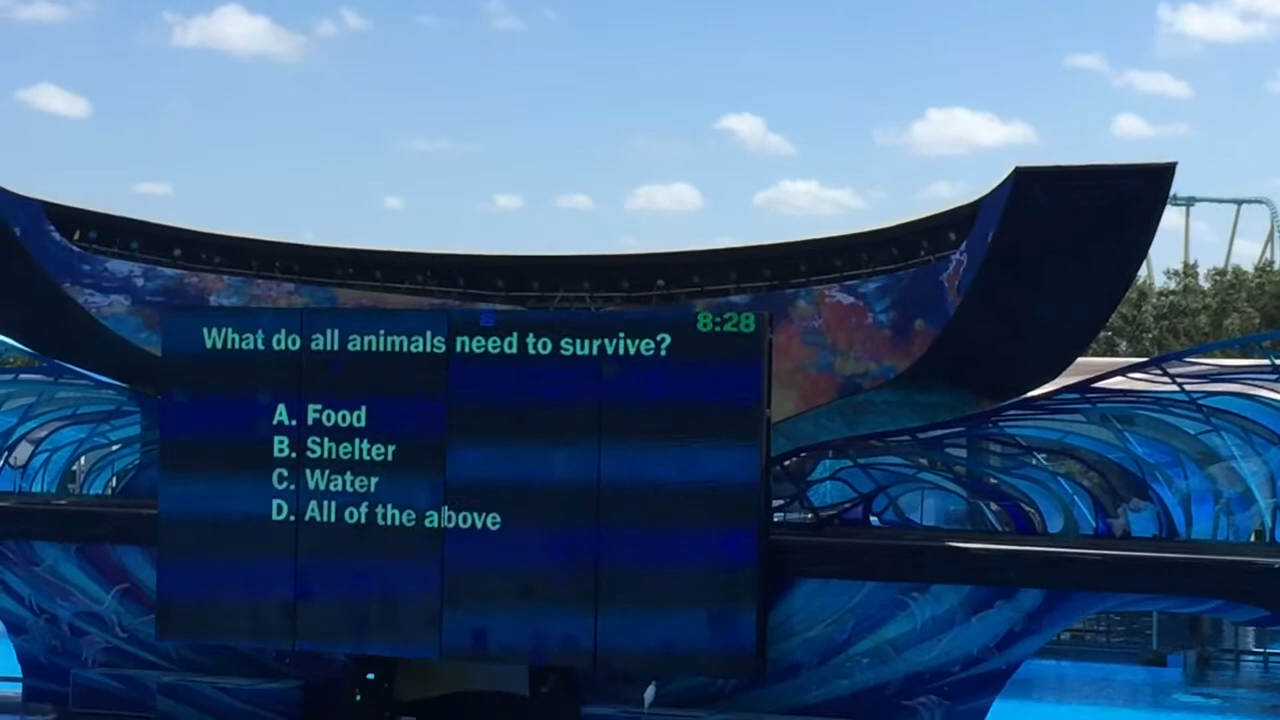 8:28
What do all animals need to survive?
A. Food
B. Shelter
C. Water
D. All of the above